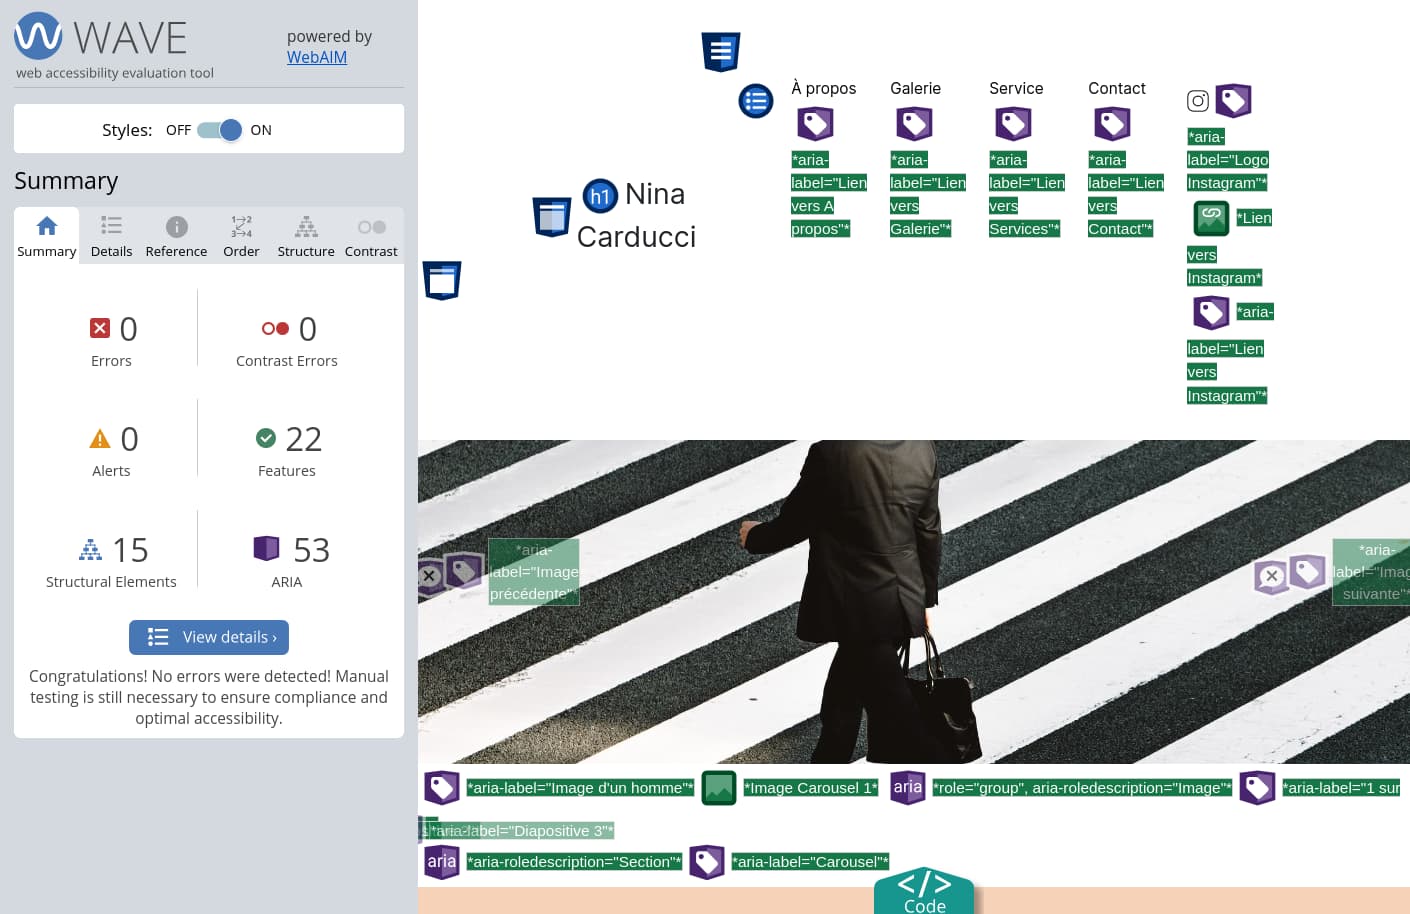 WAVE
web accessibility evaluation tool
powered by
WebAIM
Styles: OFF ON
Summary
Summary Details Reference Order Structure Contrast
0
Errors
0
Contrast Errors
0
Alerts
22
Features
15
Structural Elements
53
ARIA
View details ›
Congratulations! No errors were detected! Manual
testing is still necessary to ensure compliance and
optimal accessibility.
h1 Nina
Carducci
À propos
*aria-
label="Lien
vers A
propos"*
Galerie
*aria-
label="Lien
vers
Galerie"*
Service
*aria-
label="Lien
vers
Services"*
Contact
*aria-
label="Lien
vers
Contact"*
*aria-
label="Logo
Instagram"*
*Lien
vers
Instagram*
*aria-
label="Lien
vers
Instagram"*
*aria-
label="Image
précédente"*
*aria-
label="Imag
suivante"*
*aria-label="Image d'un homme"* *Image Carousel 1* aria *role="group", aria-roledescription="Image"* *aria-label="1 sur
*aria-label="Diapositive 3"*
aria *aria-roledescription="Section"* *aria-label="Carousel"*
</> 
Code